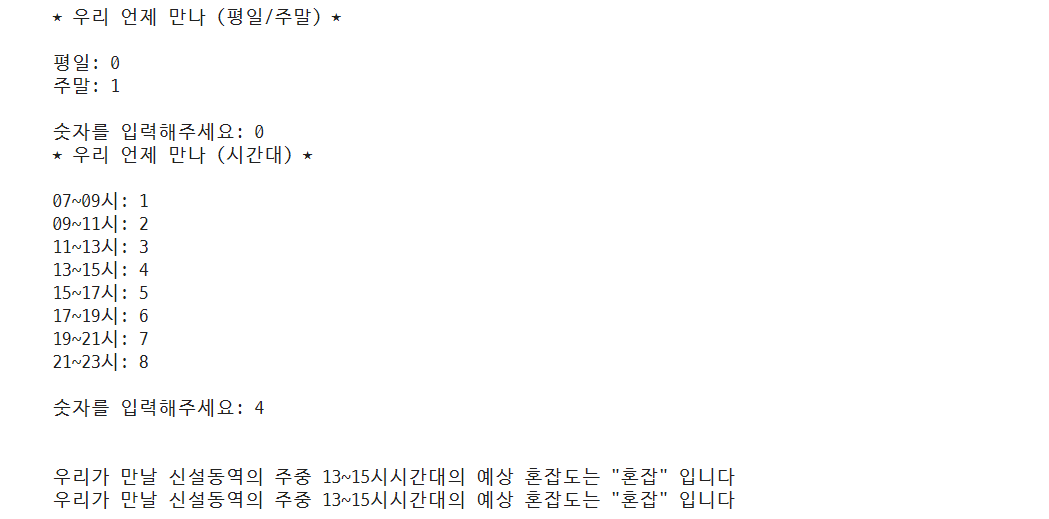 ★ 우리 언제 만나 (평일/주말) ★
평일: 0
주말: 1
숫자를 입력해주세요: 0
★ 우리 언제 만나 (시간대) ★
07~09시: 1
09~11시: 2
11~13시: 3
13~15시: 4
15~17시: 5
17~19시: 6
19~21시: 7
21~23시: 8
숫자를 입력해주세요: 4
우리가 만날 신설동역의 주중 13~15시시간대의 예상 혼잡도는 "혼잡" 입니다
우리가 만날 신설동역의 주중 13~15시시간대의 예상 혼잡도는 "혼잡" 입니다